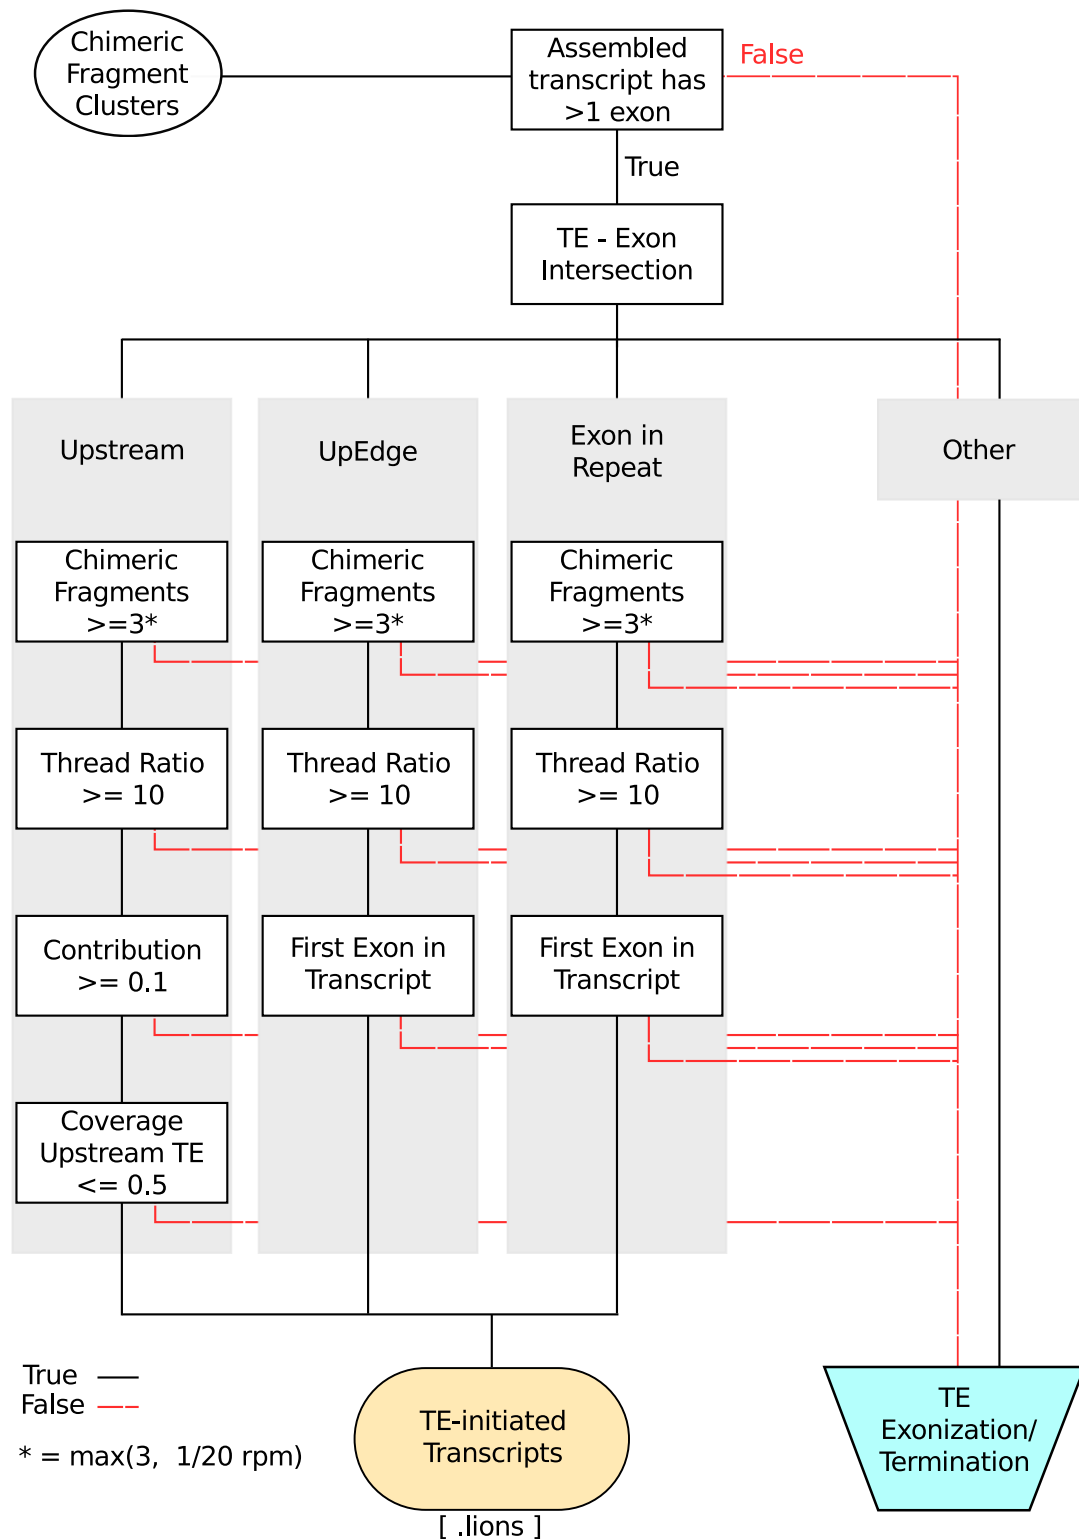 Chimeric
Fragment
Clusters
Assembled
transcript has
>1 exon
False
True
TE - Exon
Intersection
Upstream
UpEdge
Exon in
Repeat
Other
Chimeric
Fragments
>=3*
Chimeric
Fragments
>=3*
Chimeric
Fragments
>=3*
Thread Ratio
>= 10
Thread Ratio
>= 10
Thread Ratio
>= 10
Contribution
>= 0.1
First Exon in
Transcript
First Exon in
Transcript
Coverage
Upstream TE
<= 0.5
True
False
* = max(3, 1/20 rpm)
TE-initiated
Transcripts
[ .lions ]
TE
Exonization/
Termination